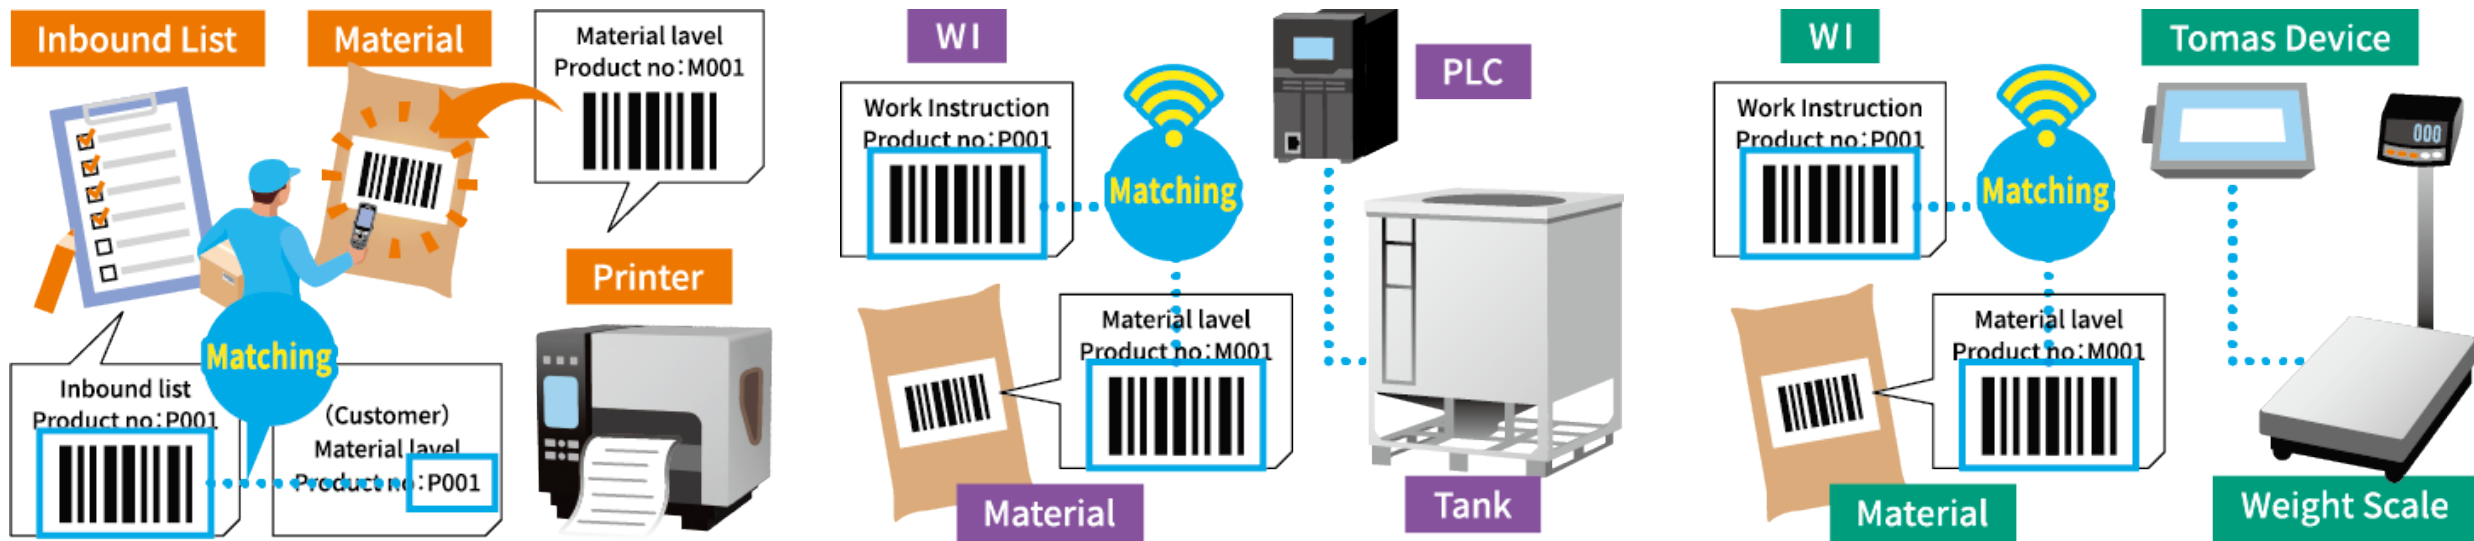 Inbound List
Material
Material lavel
Product no:M001
Printer
Matching
Inbound list
Product no:P001
(Customer)
Material lavel
Product no:P001
WI
PLC
Work Instruction
Product no:P001
Matching
Material lavel
Product no:M001
Material
Tank
WI
Tomas Device
Work Instruction
Product no:P001
Matching
000
Material lavel
Product no:M001
Material
Weight Scale